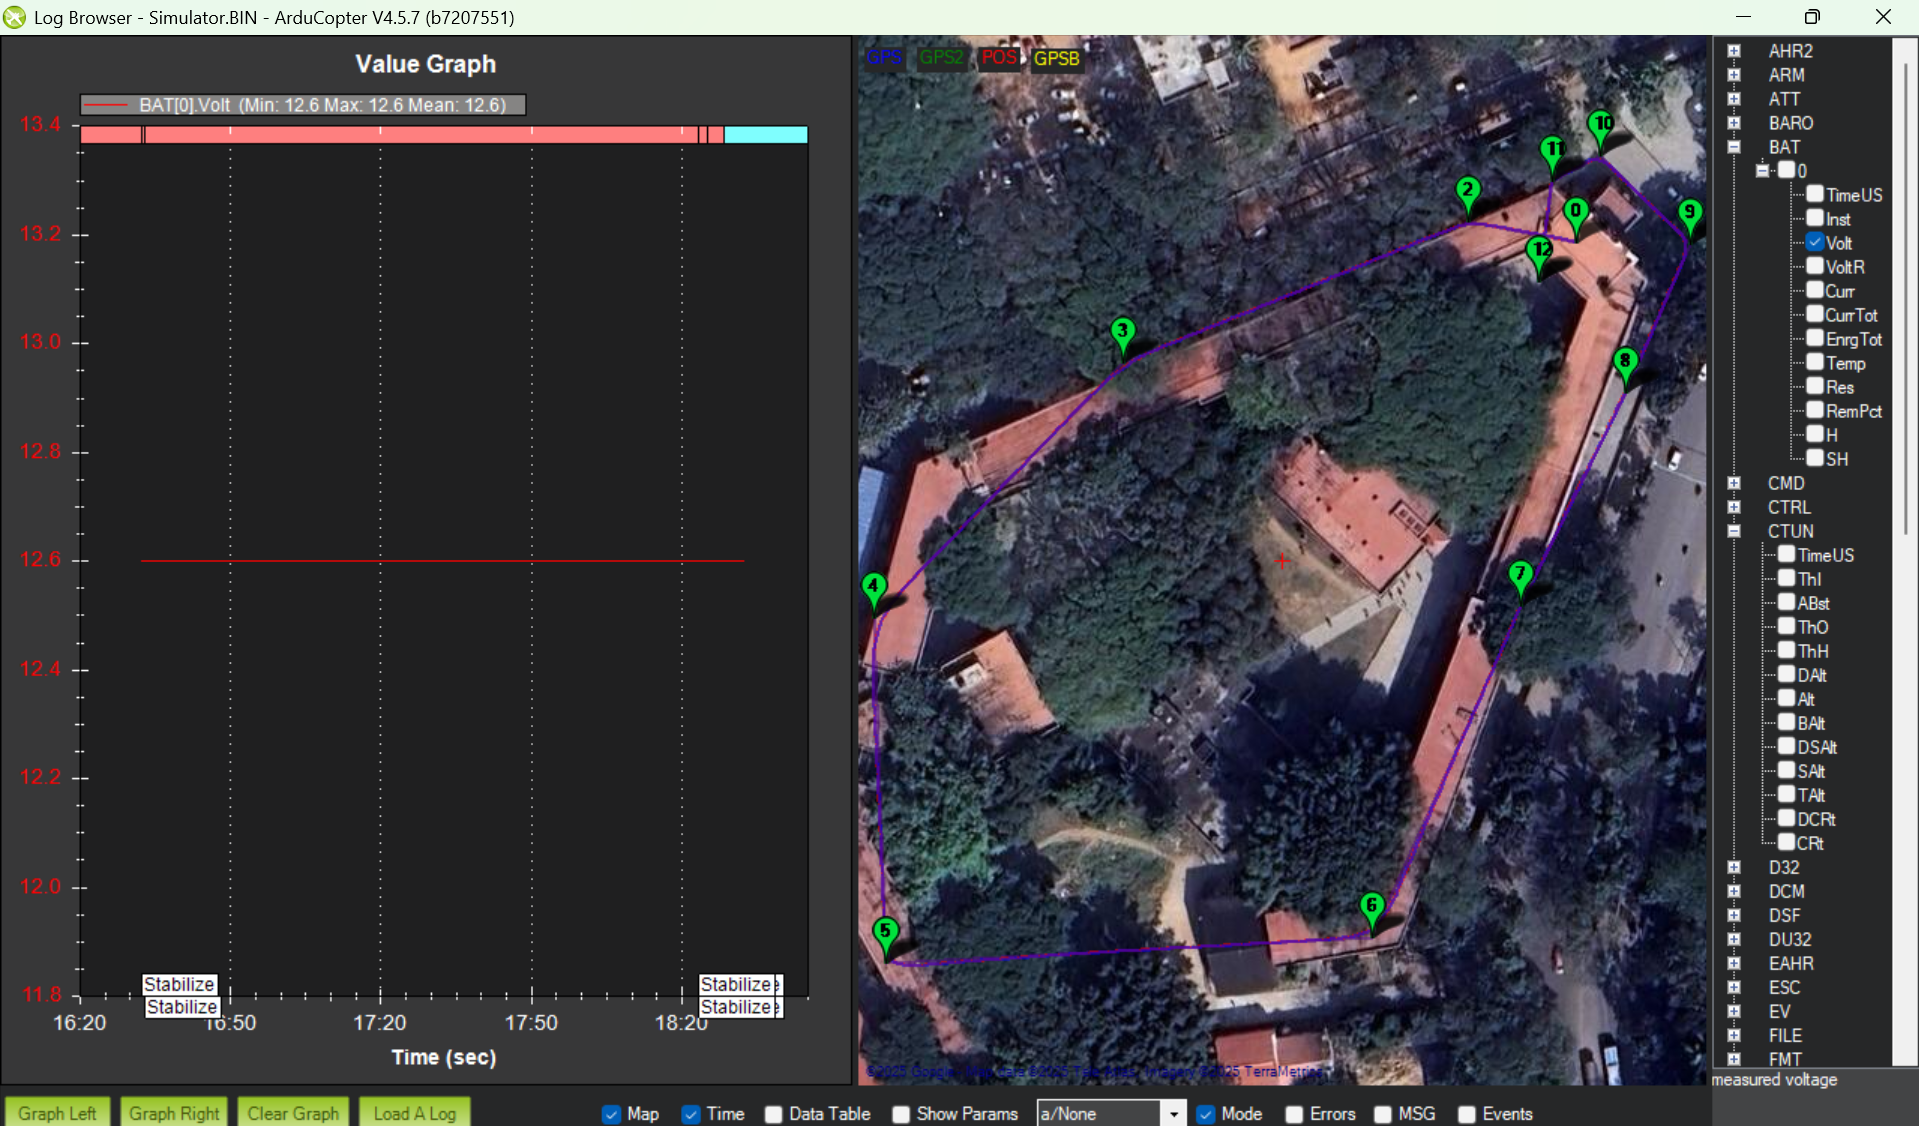 Log Browser - Simulator.BIN - ArduCopter V4.5.7 (b7207551)
Value Graph
BAT[0].Volt (Min: 12.6 Max: 12.6 Mean: 12.6)
13.4
13.2
13.0
12.8
12.6
12.4
12.2
12.0
11.8
Stabilize
Stabilize
Stabilize
Stabilize
16:20
16:50
17:20
17:50
18:20
Time (sec)
GPS GPS2 POS GPSB
10
11
2
0
9
12
3
8
7
4
6
5
©2025 Google - Map data ©2025 Tele Atlas, Imagery ©2025 TerraMetrics
AHR2
ARM
ATT
BARO
BAT
0
TimeUS
Inst
Volt
VoltR
Curr
CurrTot
EnrgTot
Temp
Res
RemPct
H
SH
CMD
CTRL
CTUN
TimeUS
ThI
ABst
ThO
ThH
DAlt
Alt
BAlt
DSAlt
SAlt
TAlt
DCRt
CRt
D32
DCM
DSF
DU32
EAHR
ESC
EV
FILE
FMT
measured voltage
Graph Left Graph Right Clear Graph Load A Log Map Time Data Table Show Params a/None Mode Errors MSG Events